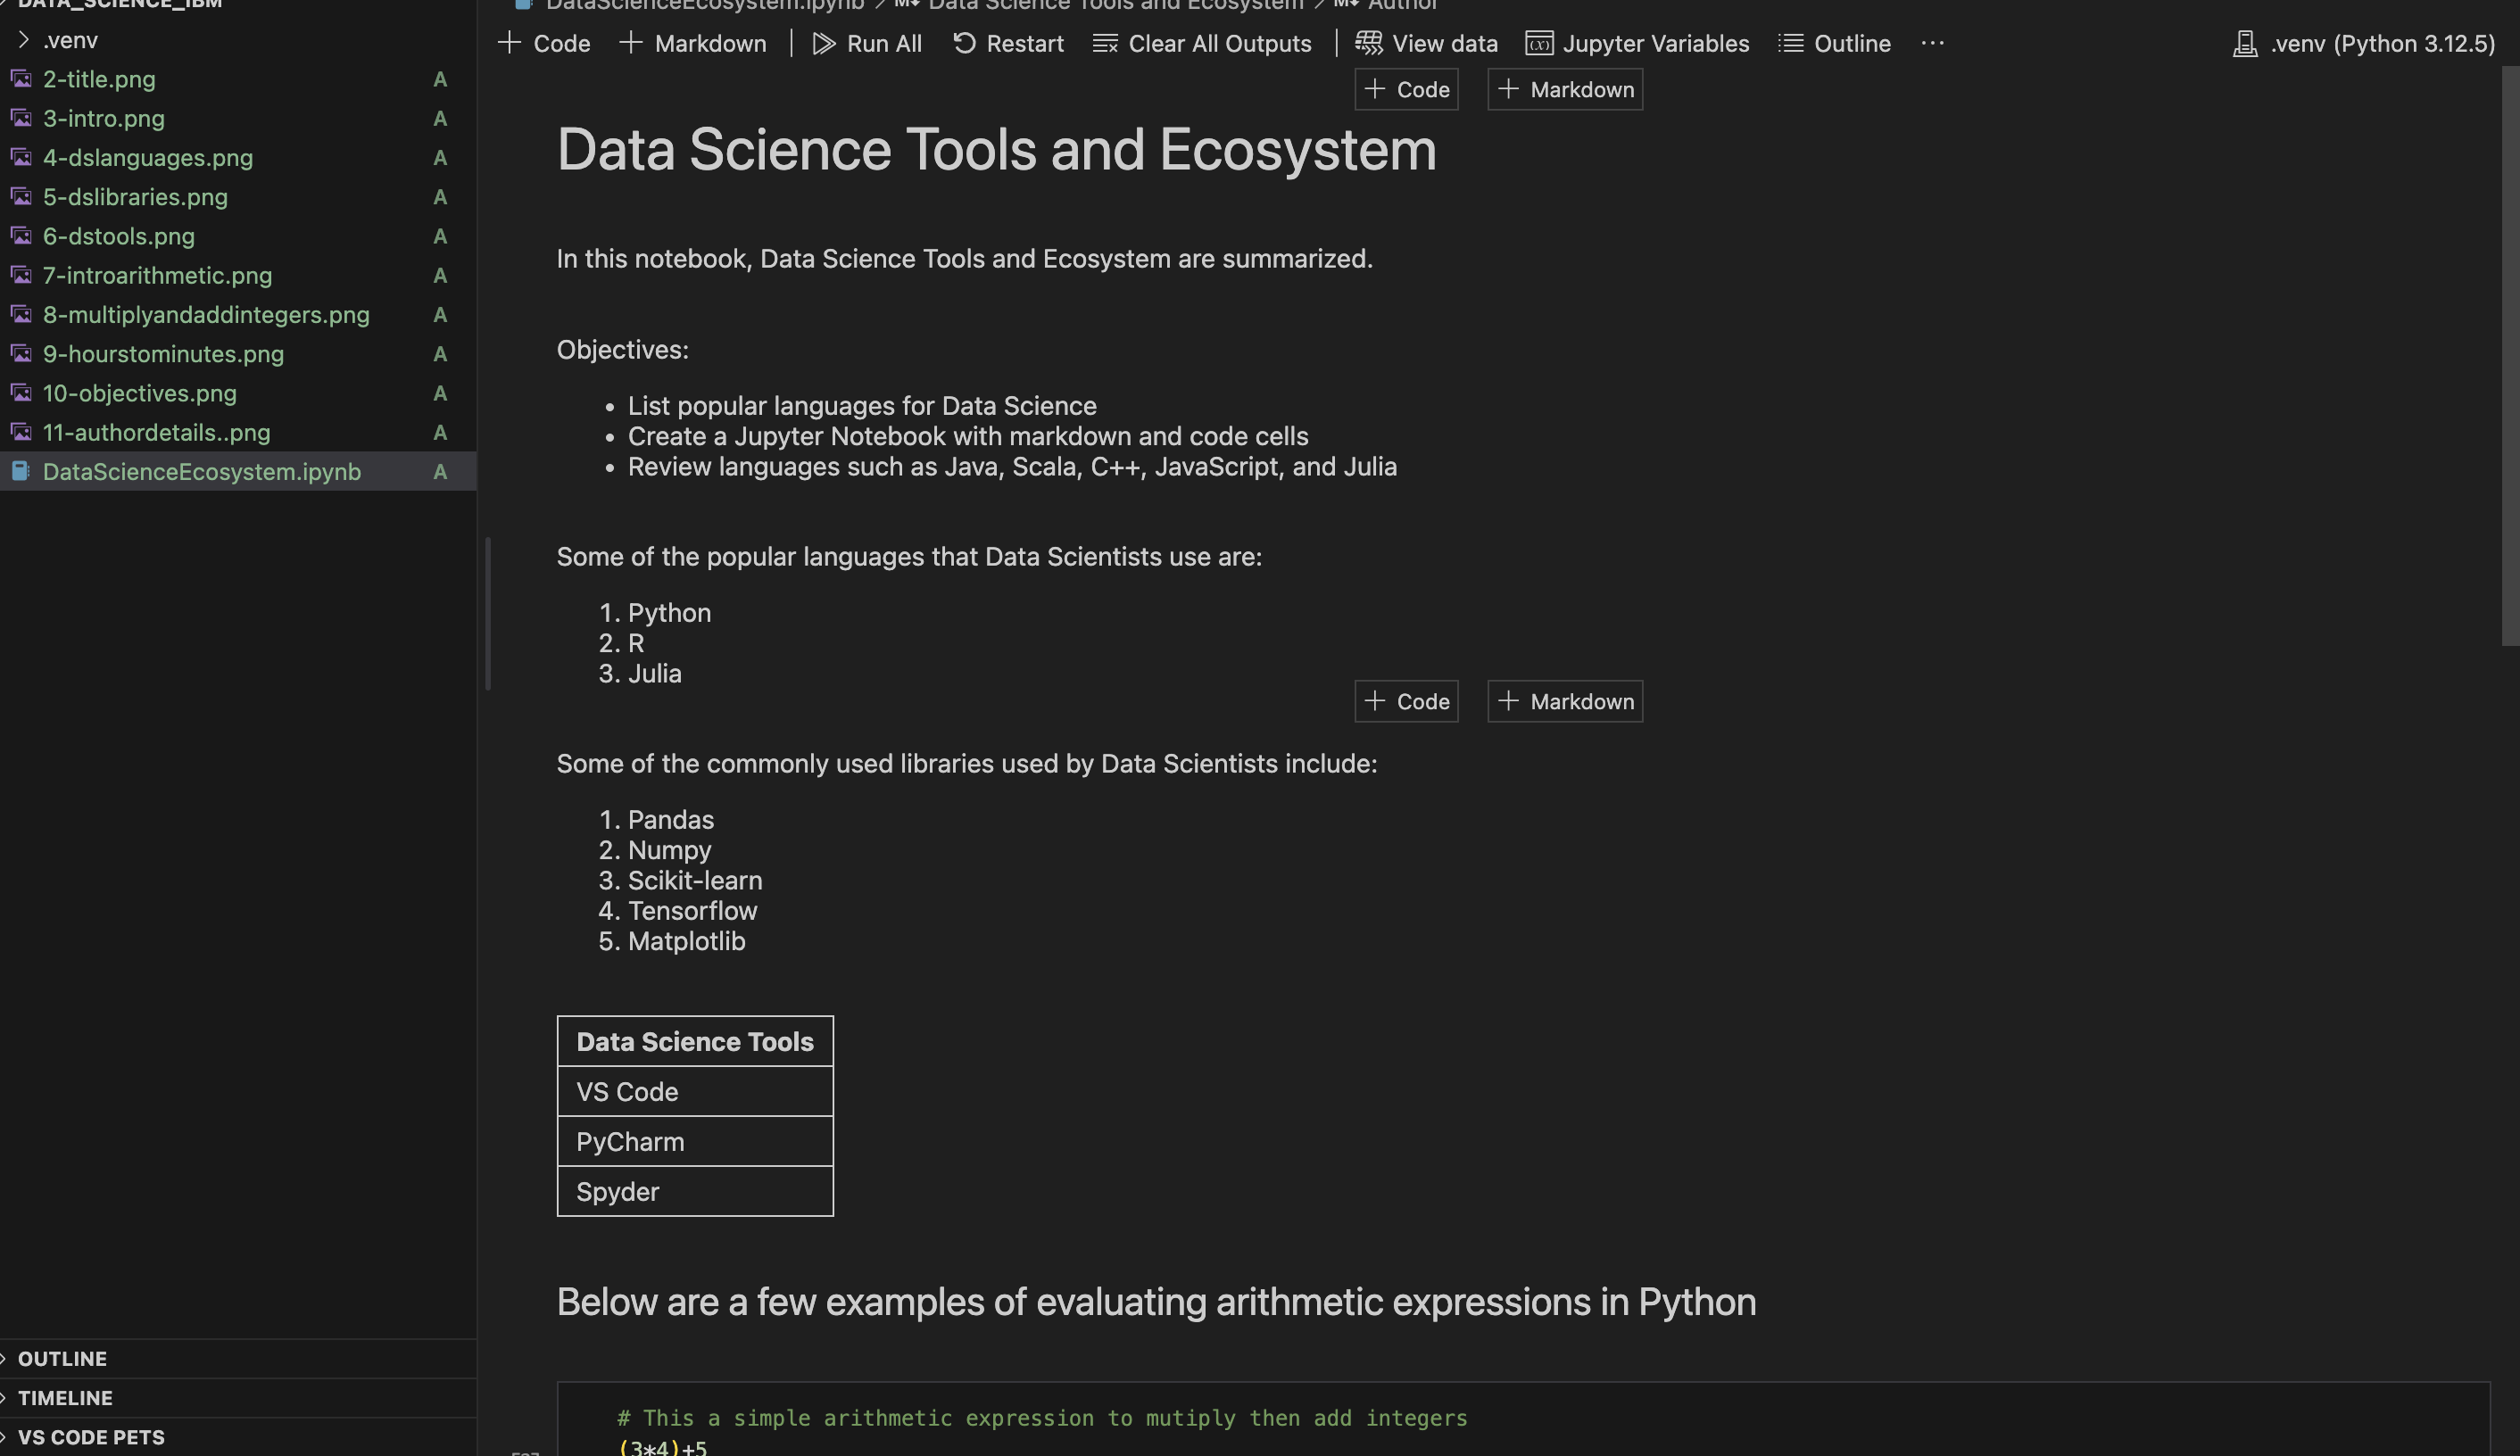 DATA_SCIENCE_IBM
.venv
2-title.png A
3-intro.png A
4-dslanguages.png A
5-dslibraries.png A
6-dstools.png A
7-introarithmetic.png A
8-multiplyandaddintegers.png A
9-hourstominutes.png A
10-objectives.png A
11-authordetails..png A
DataScienceEcosystem.ipynb A
OUTLINE
TIMELINE
VS CODE PETS
DataScienceEcosystem.ipynb > M↓ Data Science Tools and Ecosystem > M↓ Author
+ Code + Markdown | Run All Restart Clear All Outputs | View data Jupyter Variables Outline ... .venv (Python 3.12.5)
+ Code + Markdown
Data Science Tools and Ecosystem
In this notebook, Data Science Tools and Ecosystem are summarized.
Objectives:
• List popular languages for Data Science
• Create a Jupyter Notebook with markdown and code cells
• Review languages such as Java, Scala, C++, JavaScript, and Julia
Some of the popular languages that Data Scientists use are:
1. Python
2. R
3. Julia
+ Code + Markdown
Some of the commonly used libraries used by Data Scientists include:
1. Pandas
2. Numpy
3. Scikit-learn
4. Tensorflow
5. Matplotlib
Data Science Tools
VS Code
PyCharm
Spyder
Below are a few examples of evaluating arithmetic expressions in Python
# This a simple arithmetic expression to mutiply then add integers
(3*4)+5